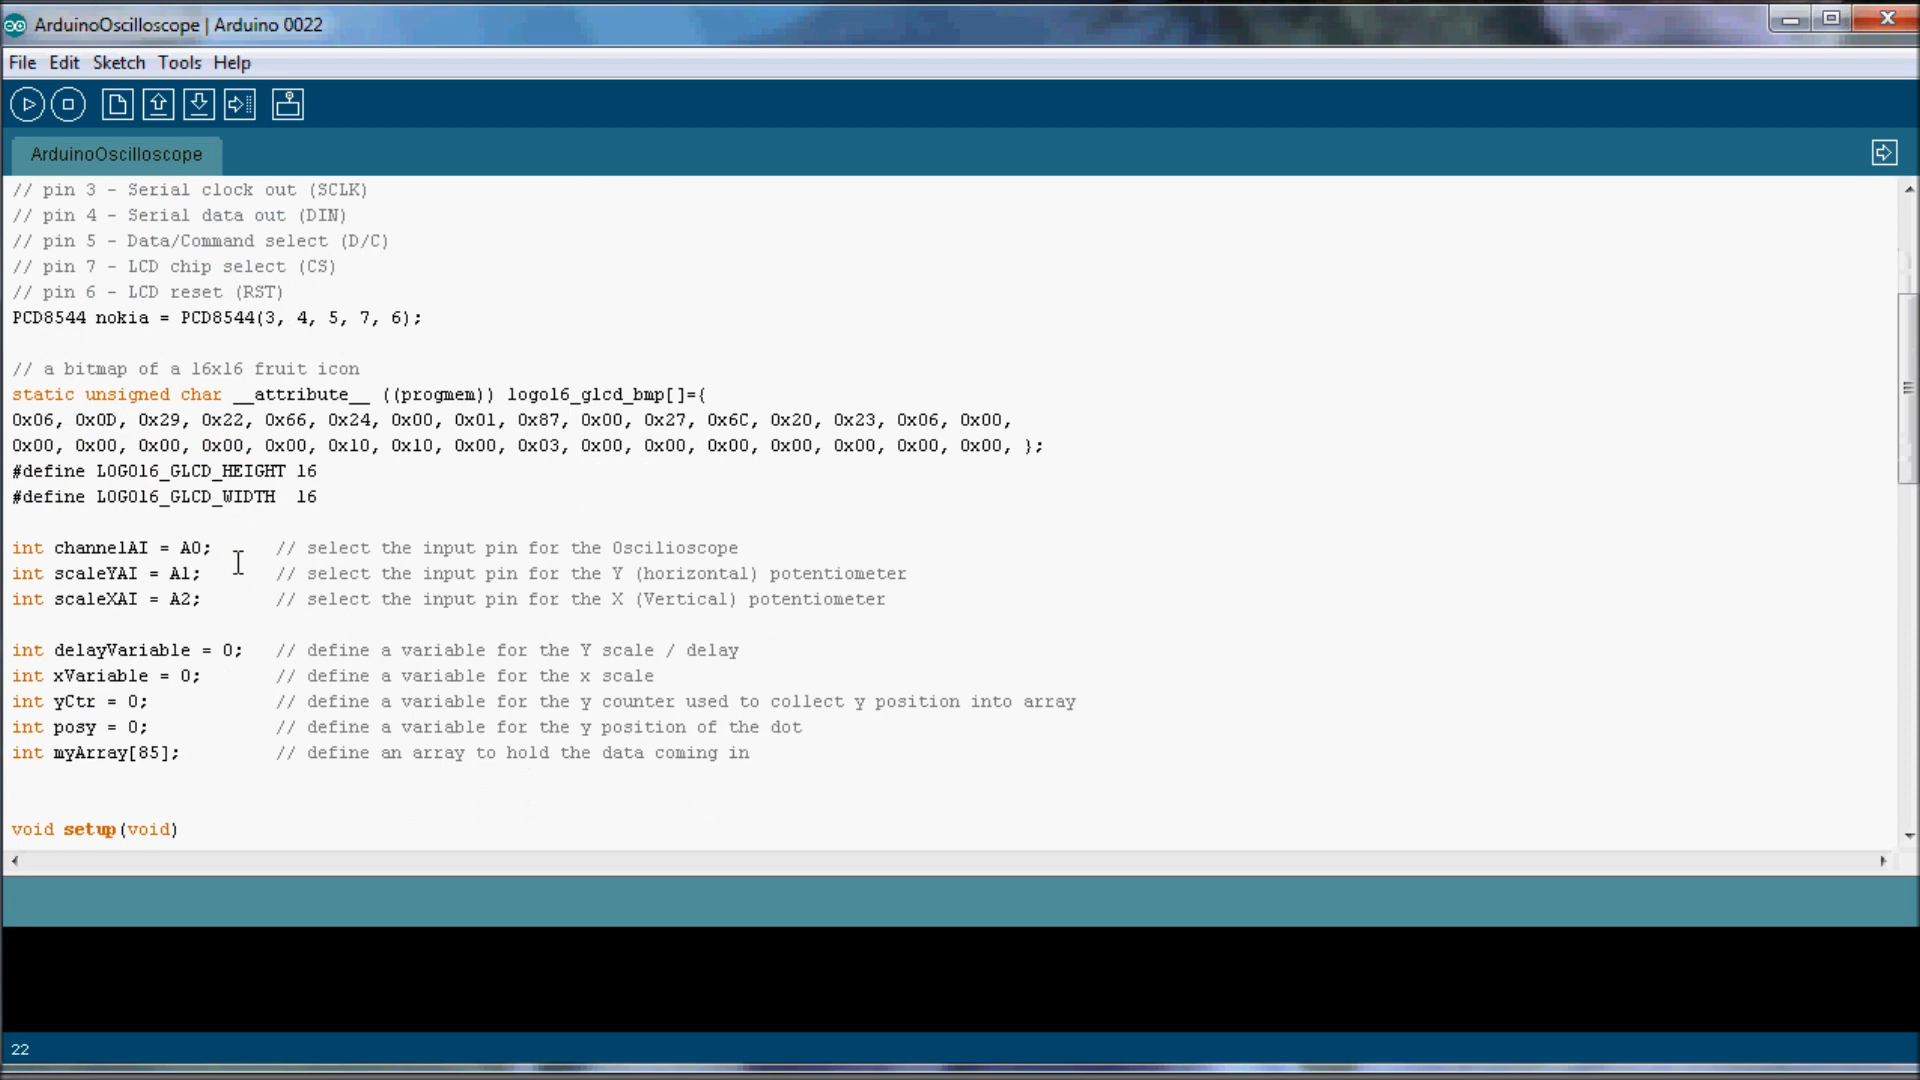 ArduinoOscilloscope | Arduino 0022
File Edit Sketch Tools Help
ArduinoOscilloscope
// pin 3 - Serial clock out (SCLK)
// pin 4 - Serial data out (DIN)
// pin 5 - Data/Command select (D/C)
// pin 7 - LCD chip select (CS)
// pin 6 - LCD reset (RST)
PCD8544 nokia = PCD8544(3, 4, 5, 7, 6);
// a bitmap of a 16x16 fruit icon
static unsigned char __attribute__ ((progmem)) logo16_glcd_bmp[]={
0x06, 0x0D, 0x29, 0x22, 0x66, 0x24, 0x00, 0x01, 0x87, 0x00, 0x27, 0x6C, 0x20, 0x23, 0x06, 0x00,
0x00, 0x00, 0x00, 0x00, 0x00, 0x10, 0x10, 0x00, 0x03, 0x00, 0x00, 0x00, 0x00, 0x00, 0x00, 0x00, };
#define LOGO16_GLCD_HEIGHT 16
#define LOGO16_GLCD_WIDTH  16
int channelAI = A0;      // select the input pin for the Oscilioscope
int scaleYAI = A1;       // select the input pin for the Y (horizontal) potentiometer
int scaleXAI = A2;       // select the input pin for the X (Vertical) potentiometer
int delayVariable = 0;   // define a variable for the Y scale / delay
int xVariable = 0;       // define a variable for the x scale
int yCtr = 0;            // define a variable for the y counter used to collect y position into array
int posy = 0;            // define a variable for the y position of the dot
int myArray[85];         // define an array to hold the data coming in
void setup(void)
22